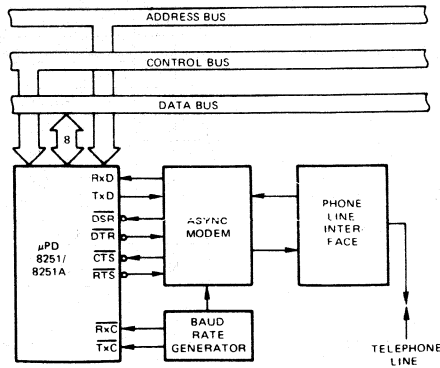 ADDRESS BUS
CONTROL BUS
DATA BUS
8
RxD
TxD
DSR
DTR
CTS
RTS
RxC
TxC
μPD
8251/
8251A
ASYNC
MODEM
PHONE
LINE
INTER-
FACE
BAUD
RATE
GENERATOR
TELEPHONE
LINE